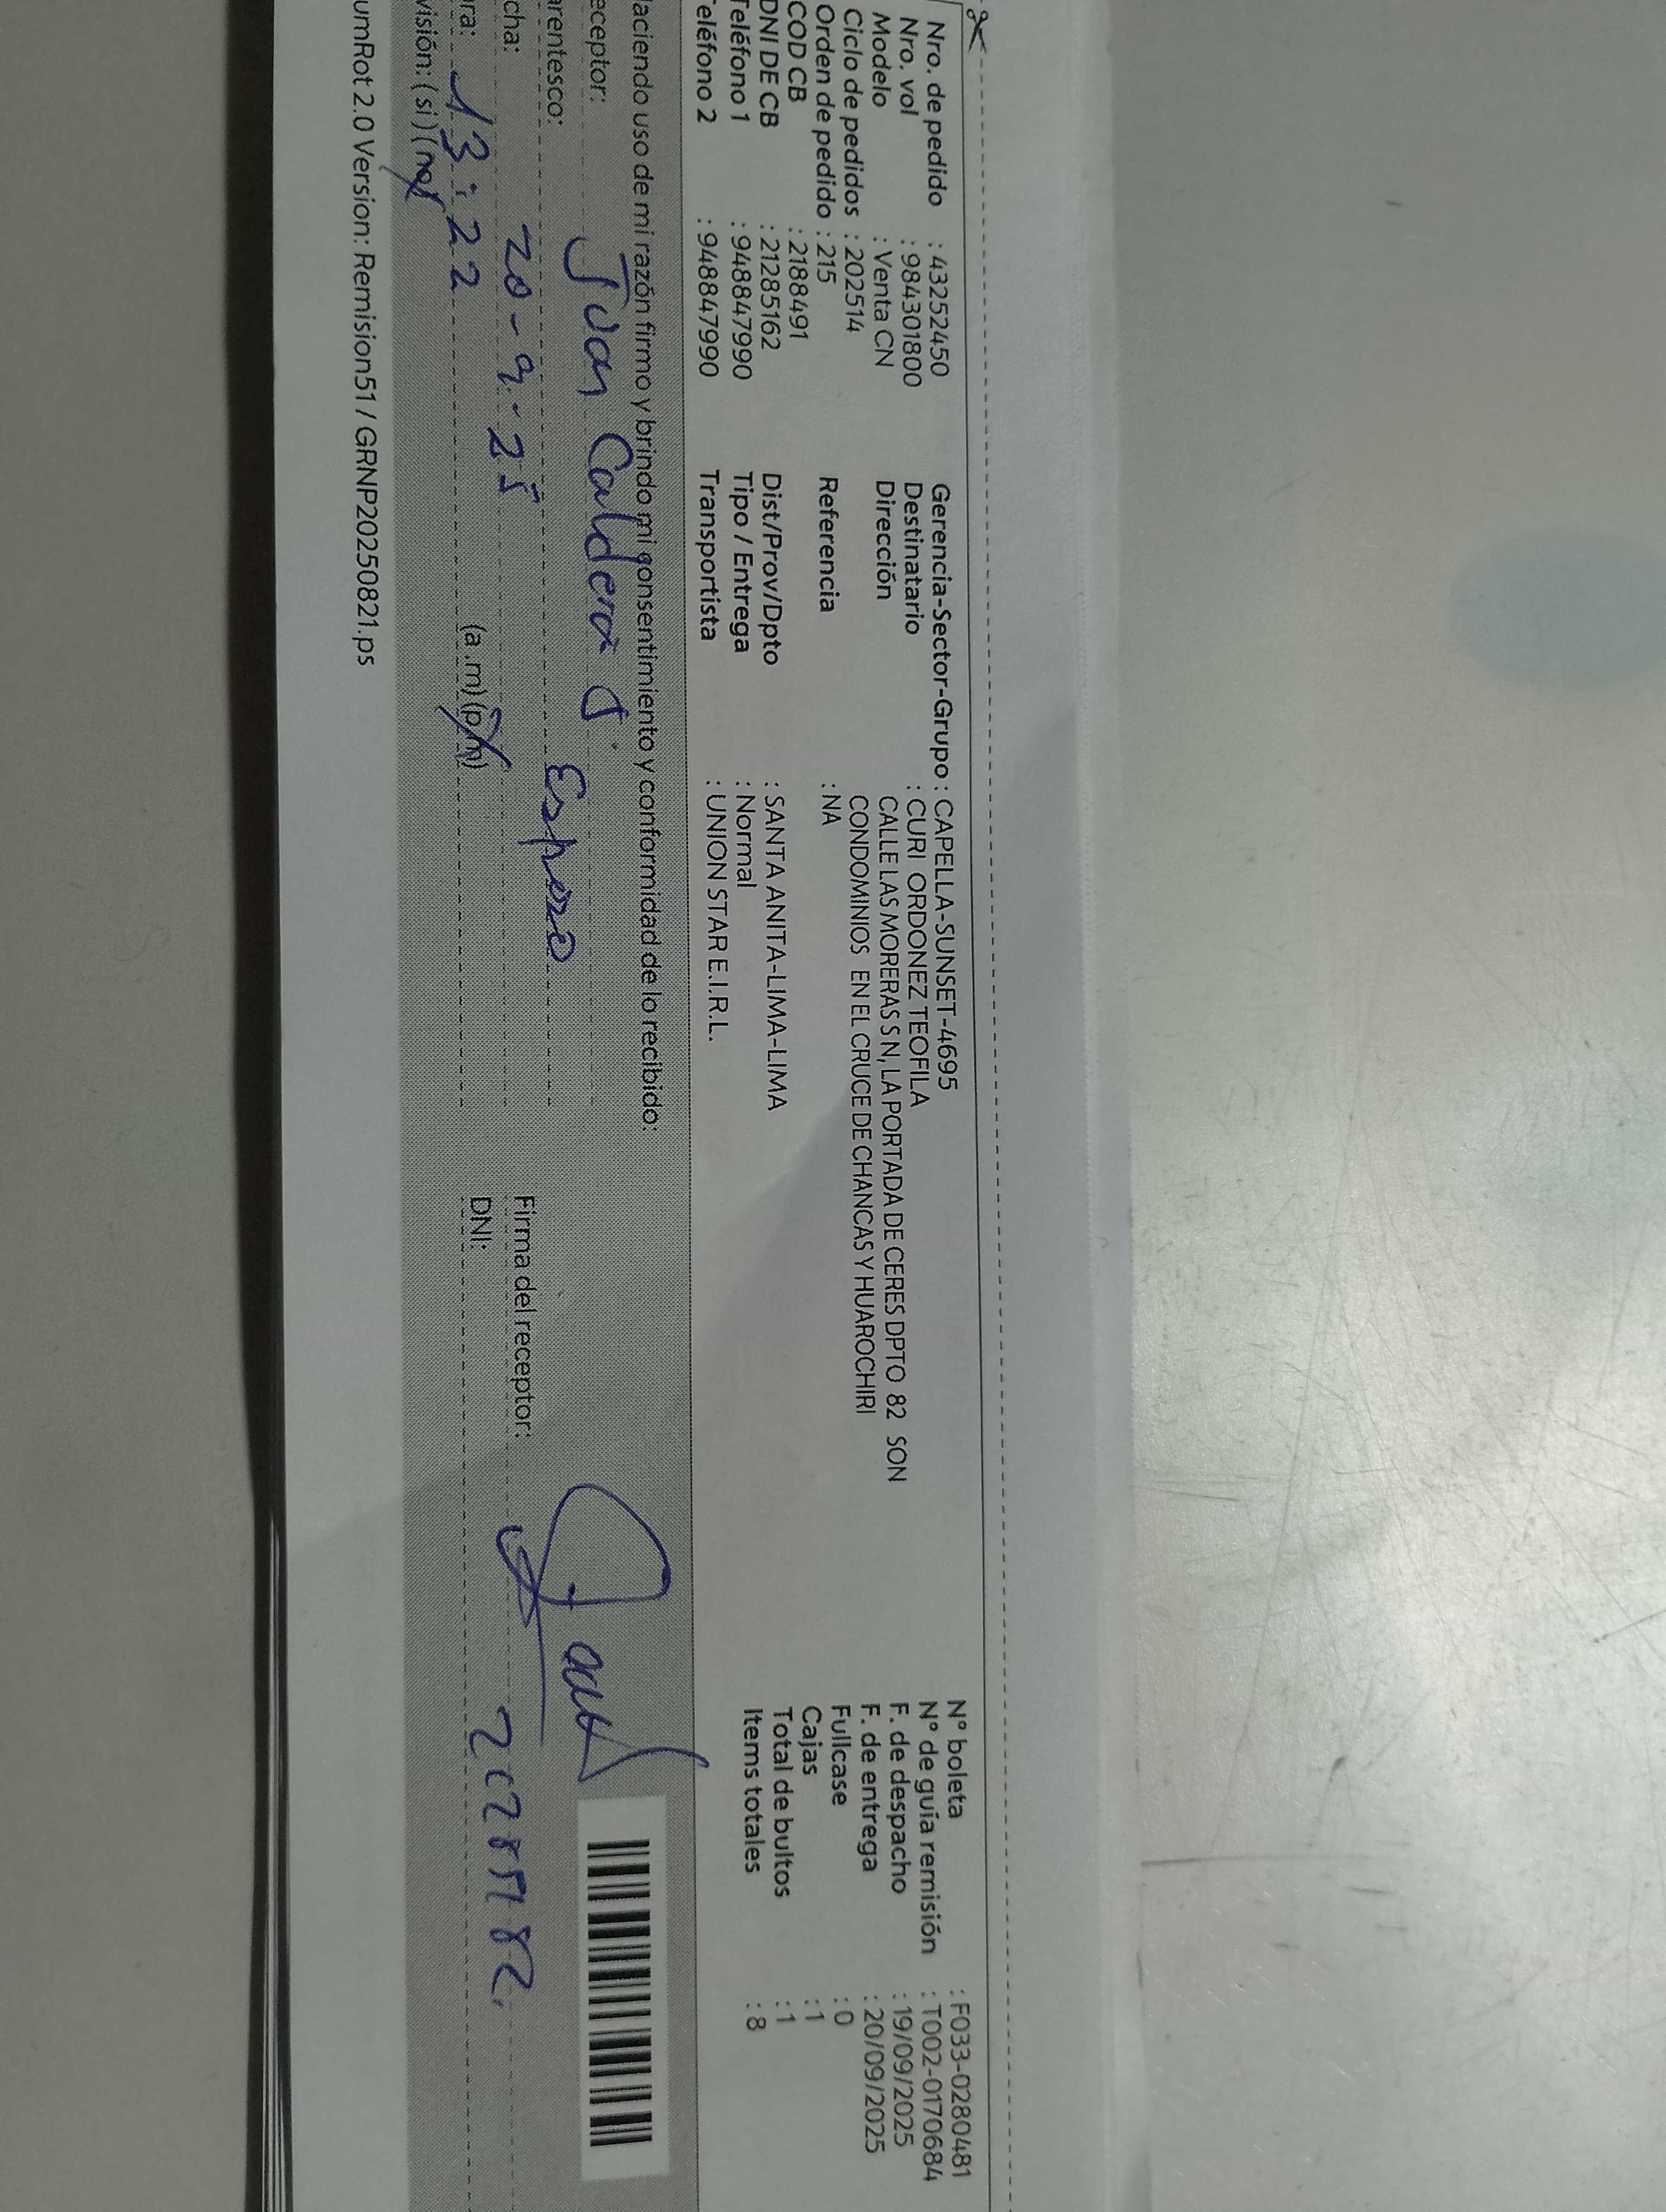 Nro. de pedido : 43252450 Gerencia-Sector-Grupo : CAPELLA-SUNSET-4695 N° boleta : F033-0280481
Nro. vol : 984301800 Destinatario : CURI ORDONEZ TEOFILA N° de guía remisión : T002-0170684
Modelo : Venta CN Dirección CALLE LAS MORERAS S N, LA PORTADA DE CERES DPTO 82 SON F. de despacho : 19/09/2025
Ciclo de pedidos : 202514 CONDOMINIOS EN EL CRUCE DE CHANCAS Y HUAROCHIRI F. de entrega : 20/09/2025
Orden de pedido : 215 Referencia : NA Fullcase : 0
COD CB : 2188491 Cajas : 1
DNI DE CB : 21285162 Dist/Prov/Dpto : SANTA ANITA-LIMA-LIMA Total de bultos : 1
Teléfono 1 : 948847990 Tipo / Entrega : Normal Items totales : 8
Teléfono 2 : 948847990 Transportista : UNION STAR E.I.R.L.
aciendo uso de mi razón firmo y brindo mi consentimiento y conformidad de lo recibido:
eceptor: Juan Caldera S.
rentesco: Esposo
cha: 20-9-25 Firma del receptor:
ra: 13:22 (a.m) (p.m) DNI:
visión: (si) (no)
umRot 2.0 Version: Remision51 / GRNP20250821.ps